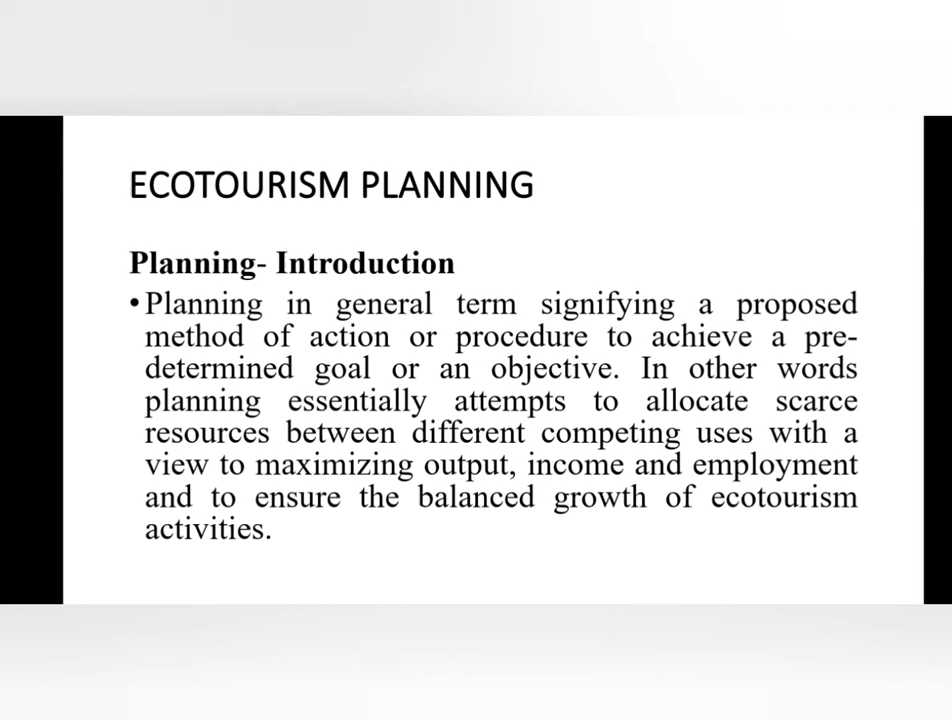 ECOTOURISM PLANNING
Planning- Introduction
•Planning in general term signifying a proposed
method of action or procedure to achieve a pre-
determined goal or an objective. In other words
planning essentially attempts to allocate scarce
resources between different competing uses with a
view to maximizing output, income and employment
and to ensure the balanced growth of ecotourism
activities.